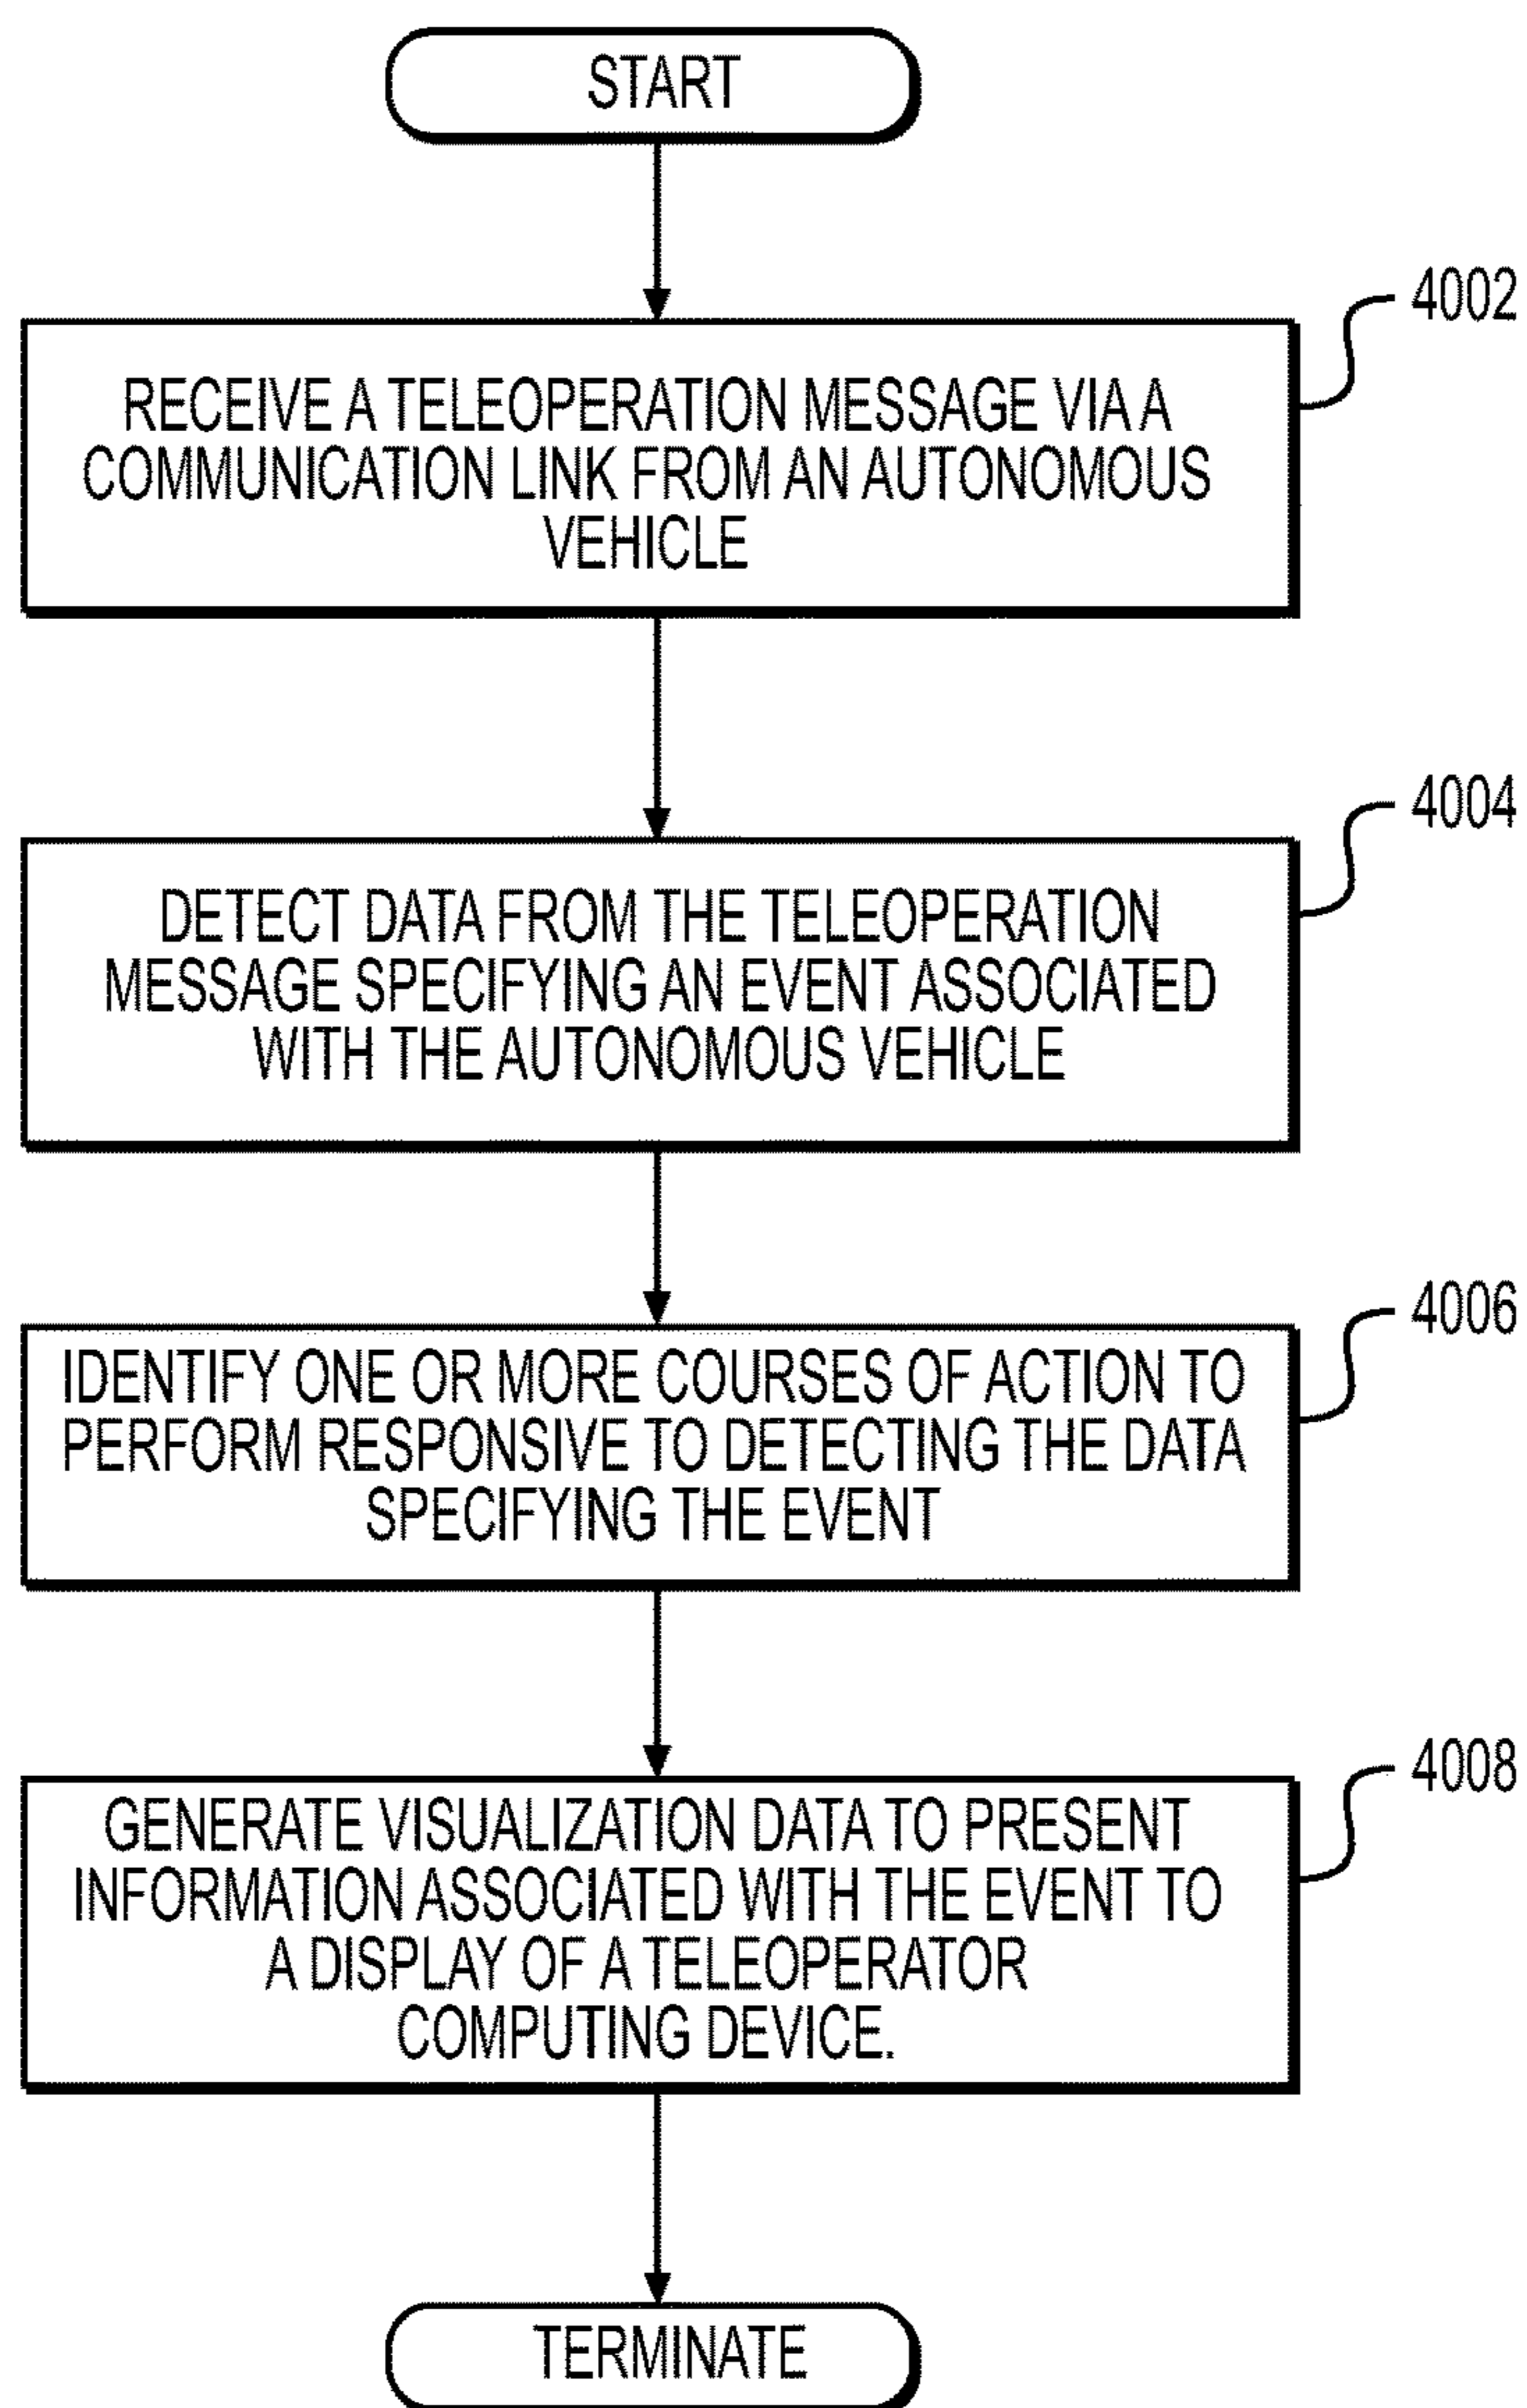 START
4002
RECEIVE A TELEOPERATION MESSAGE VIA A
COMMUNICATION LINK FROM AN AUTONOMOUS
VEHICLE
4004
DETECT DATA FROM THE TELEOPERATION
MESSAGE SPECIFYING AN EVENT ASSOCIATED
WITH THE AUTONOMOUS VEHICLE
4006
IDENTIFY ONE OR MORE COURSES OF ACTION TO
PERFORM RESPONSIVE TO DETECTING THE DATA
SPECIFYING THE EVENT
4008
GENERATE VISUALIZATION DATA TO PRESENT
INFORMATION ASSOCIATED WITH THE EVENT TO
A DISPLAY OF A TELEOPERATOR
COMPUTING DEVICE.
TERMINATE